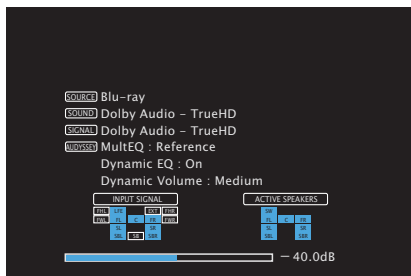 SOURCE Blu-ray
SOUND Dolby Audio - TrueHD
SIGNAL Dolby Audio - TrueHD
AUDYSSEY MultEQ : Reference
Dynamic EQ : On
Dynamic Volume : Medium
INPUT SIGNAL ACTIVE SPEAKERS
FHL LFE EXT FHR SW
FWL FL C FR FWR FL C FR
SL SR SL SR
SBL SB SBR SBL SBR
-40.0dB